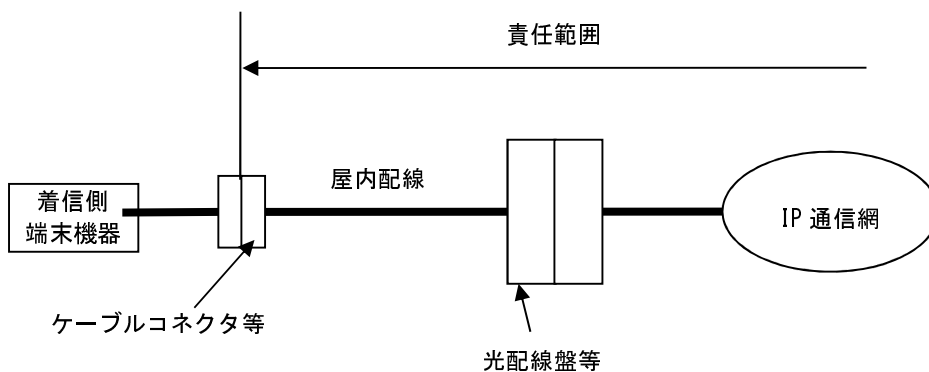 責任範囲
屋内配線
着信側
端末機器
IP 通信網
ケーブルコネクタ等
光配線盤等